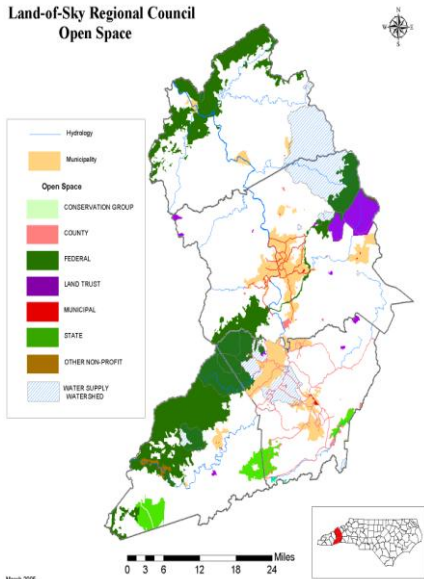 Land-of-Sky Regional Council
Open Space
N
W E
S
Hydrology
Municipality
Open Space
CONSERVATION GROUP
COUNTY
FEDERAL
LAND TRUST
MUNICIPAL
STATE
OTHER NON-PROFIT
WATER SUPPLY
WATERSHED
Miles
0 3 6 12 18 24